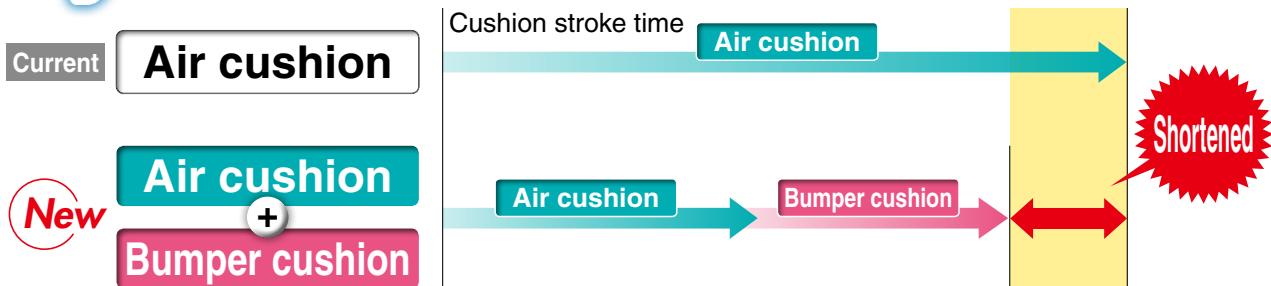 Current
Air cushion
Cushion stroke time
Air cushion
Shortened
New
Air cushion
+
Bumper cushion
Air cushion
Bumper cushion